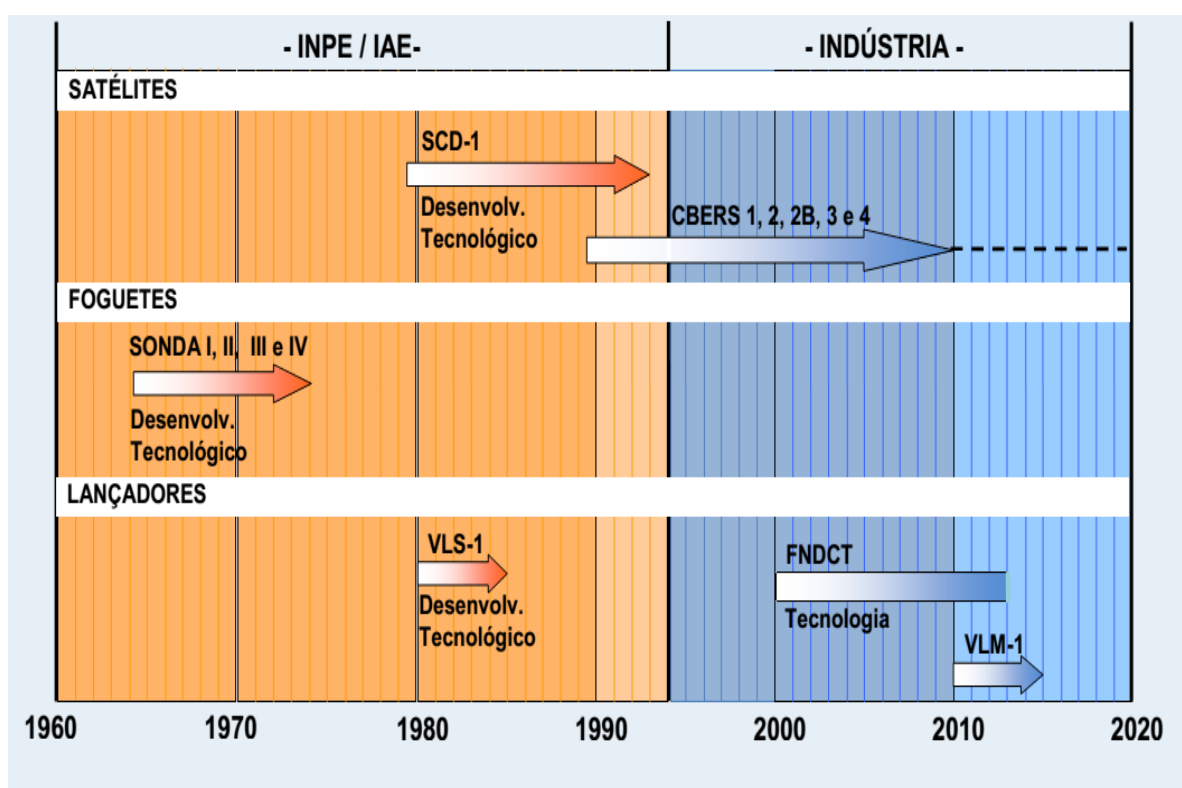 - INPE / IAE-
- INDÚSTRIA -
SATÉLITES
SCD-1
Desenvolv.
Tecnológico
CBERS 1, 2, 2B, 3 e 4
FOGUETES
SONDA I, II, III e IV
Desenvolv.
Tecnológico
LANÇADORES
VLS-1
Desenvolv.
Tecnológico
FNDCT
Tecnologia
VLM-1
1960 1970 1980 1990 2000 2010 2020